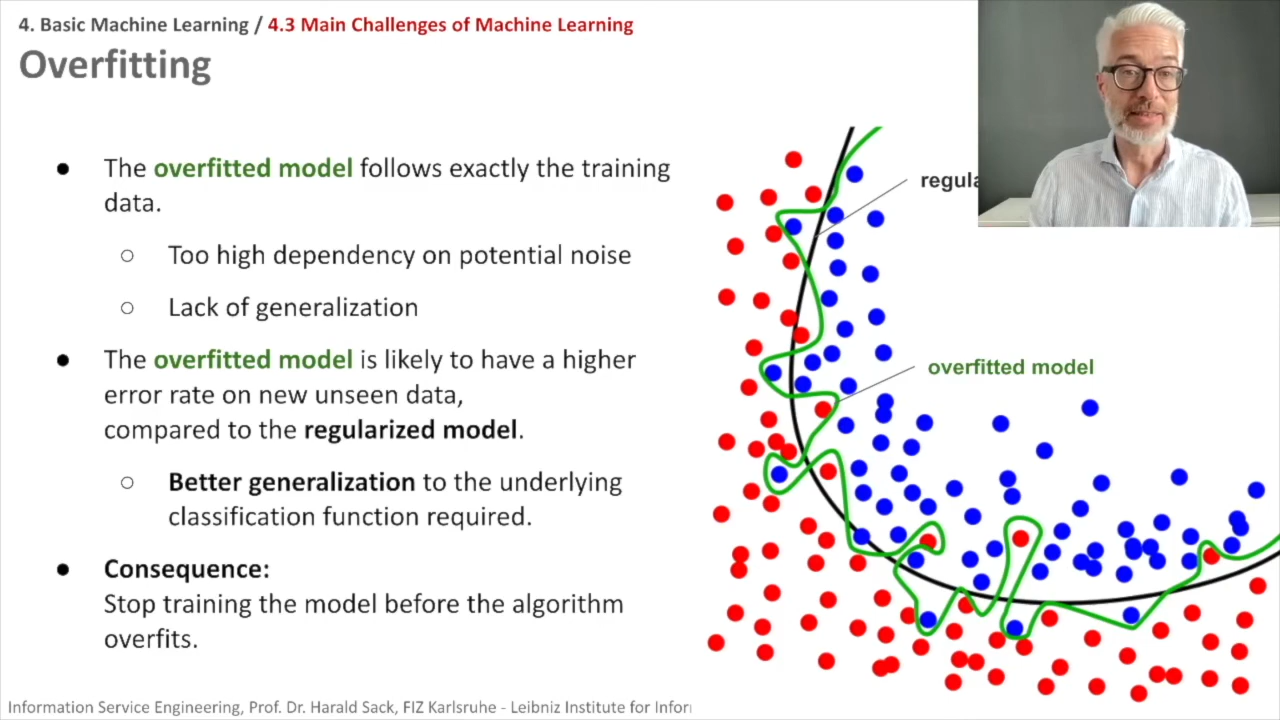 4. Basic Machine Learning / 4.3 Main Challenges of Machine Learning
Overfitting
● The overfitted model follows exactly the training
data.
○ Too high dependency on potential noise
○ Lack of generalization
● The overfitted model is likely to have a higher
error rate on new unseen data,
compared to the regularized model.
○ Better generalization to the underlying
classification function required.
● Consequence:
Stop training the model before the algorithm
overfits.
overfitted model
Information Service Engineering, Prof. Dr. Harald Sack, FIZ Karlsruhe - Leibniz Institute for